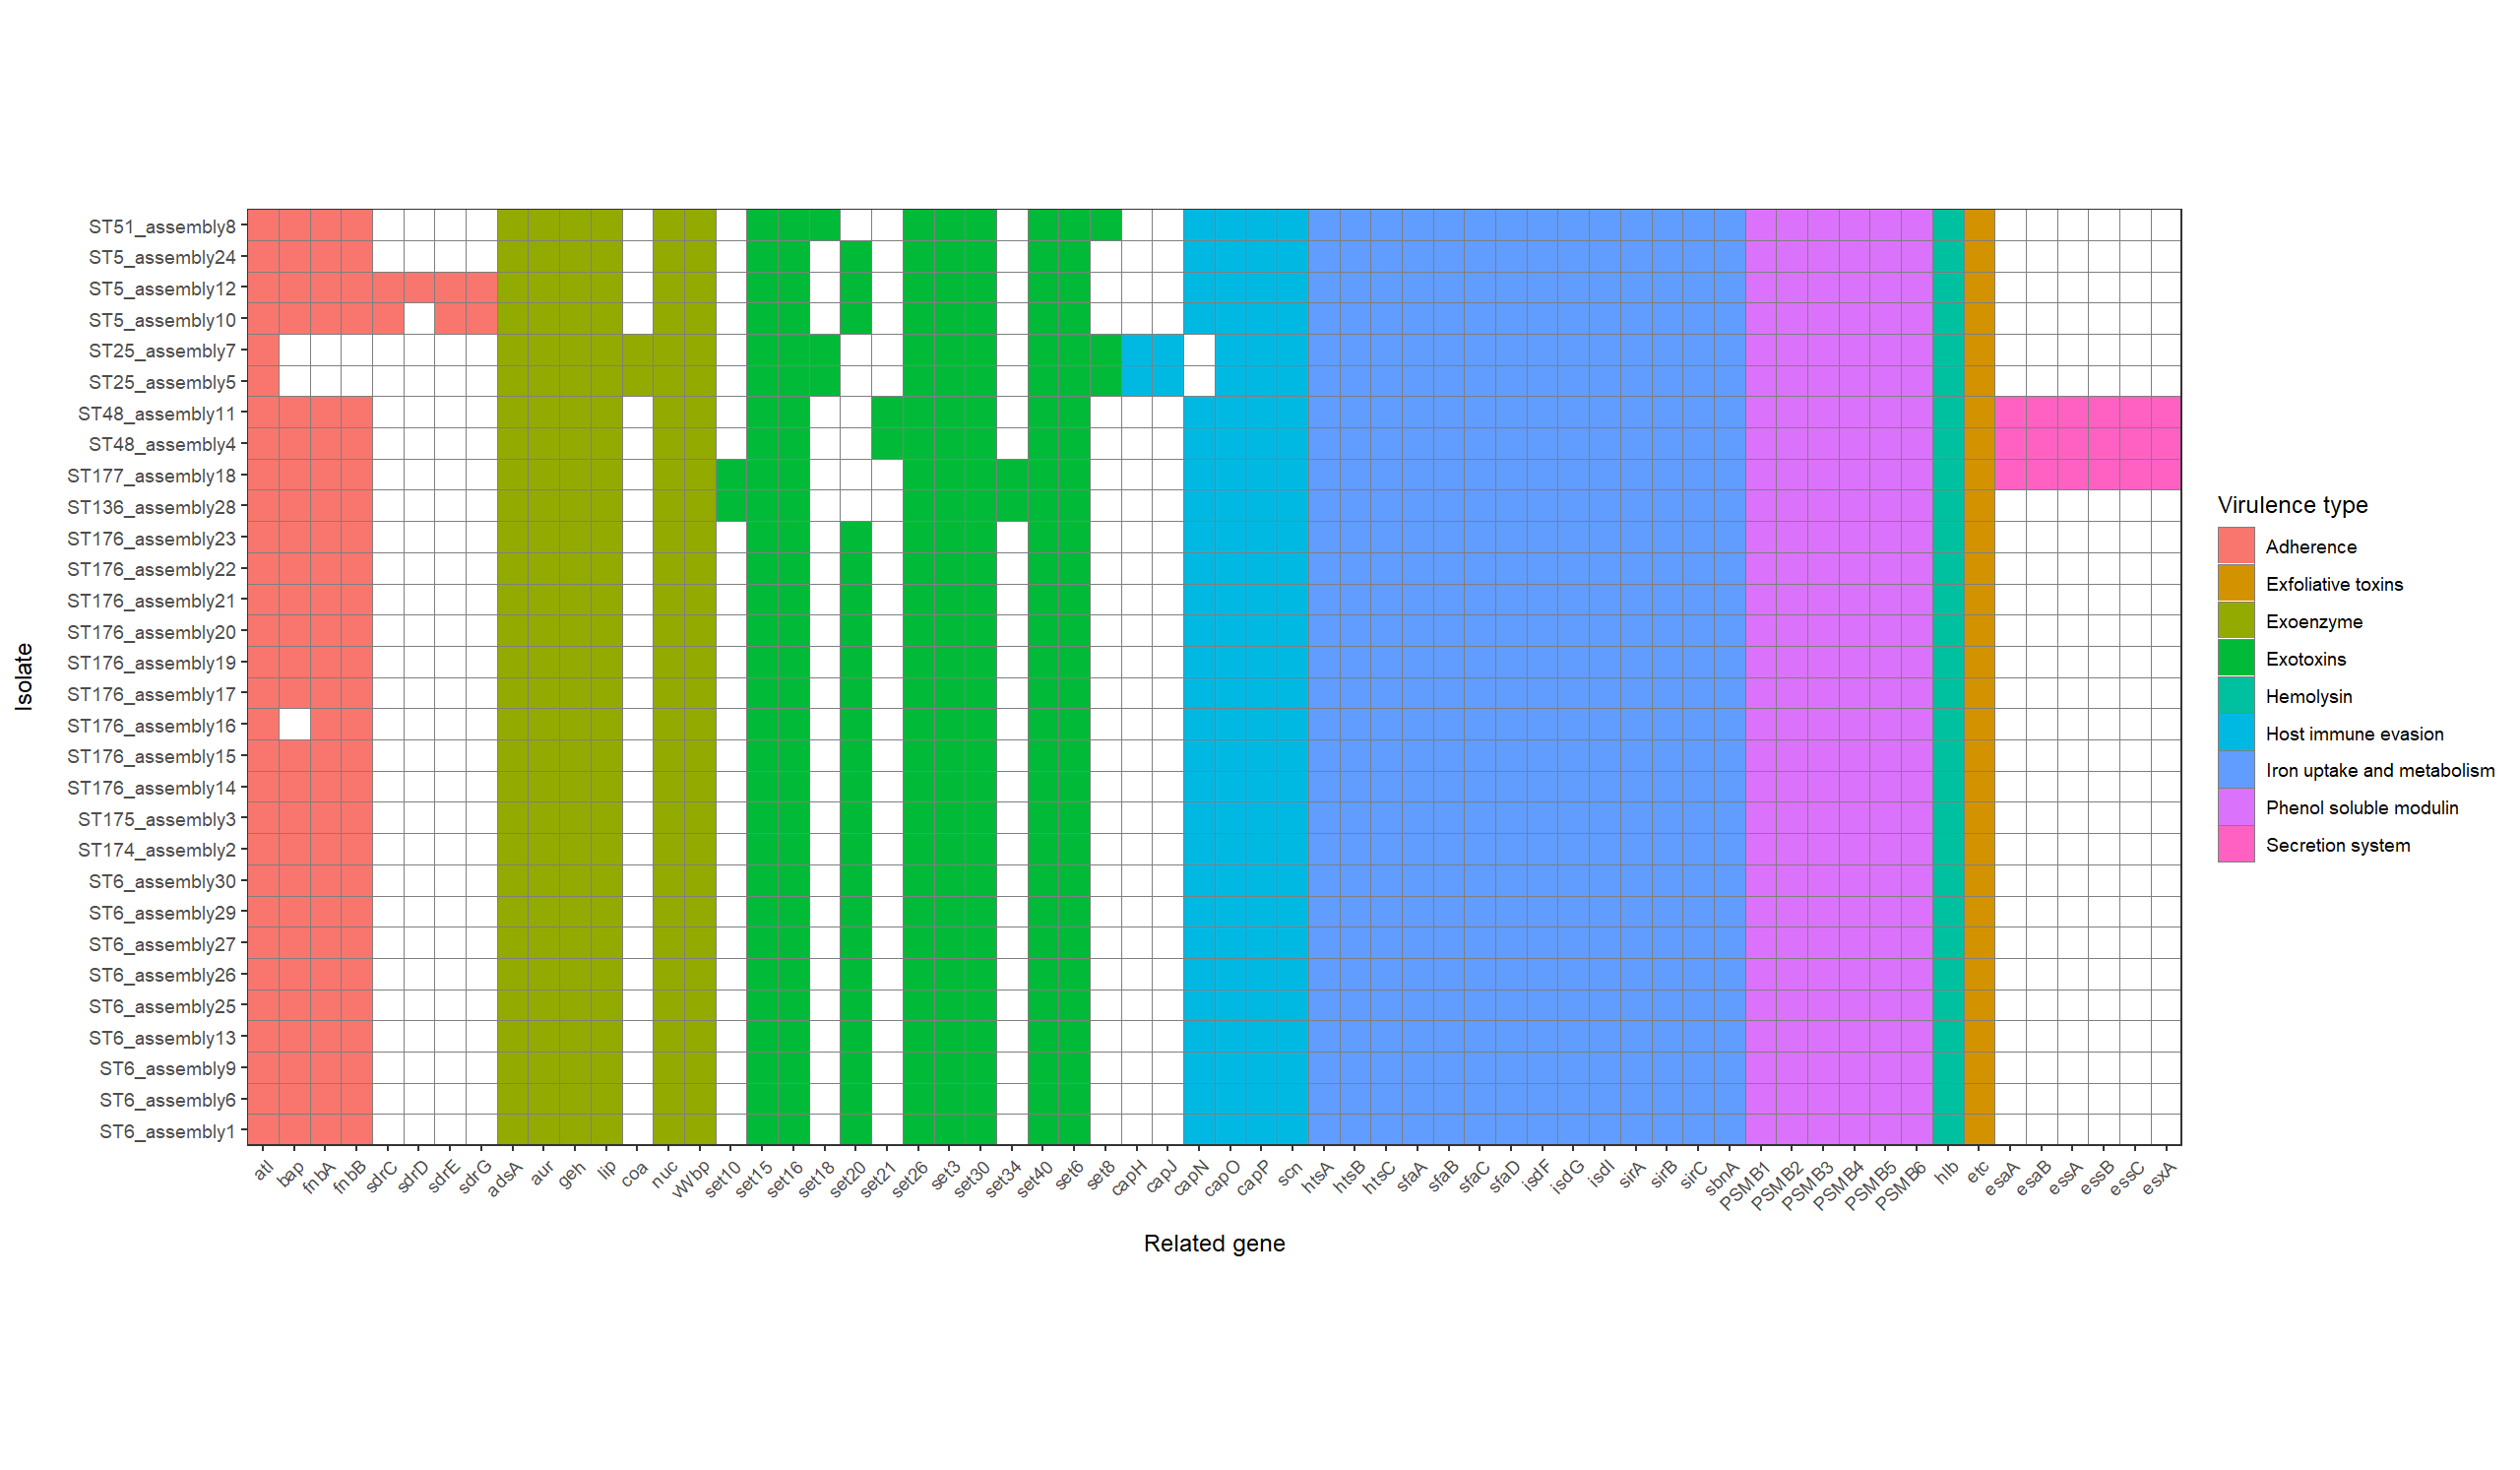 ST51_assembly8
ST5_assembly24
ST5_assembly12
ST5_assembly10
ST25_assembly7
ST25_assembly5
ST48_assembly11
ST48_assembly4
ST177_assembly18
ST136_assembly28
ST176_assembly23
ST176_assembly22
ST176_assembly21
ST176_assembly20
ST176_assembly19
ST176_assembly17
ST176_assembly16
ST176_assembly15
ST176_assembly14
ST175_assembly3
ST174_assembly2
ST6_assembly30
ST6_assembly29
ST6_assembly27
ST6_assembly26
ST6_assembly25
ST6_assembly13
ST6_assembly9
ST6_assembly6
ST6_assembly1
Isolate
atl
bap
fnbA
fnbB
sdrC
sdrD
sdrE
sdrG
adsA
aur
geh
lip
coa
nuc
vWbp
set10
set15
set16
set18
set20
set21
set26
set3
set30
set34
set40
set6
set8
capH
capJ
capN
capO
capP
scn
htsA
htsB
htsC
sfaA
sfaB
sfaC
sfaD
isdF
isdG
isdI
sirA
sirB
sirC
sbnA
PSMB1
PSMB2
PSMB3
PSMB4
PSMB5
PSMB6
hlb
etc
esaA
esaB
essA
essB
essC
esxA
Related gene
Virulence type
Adherence
Exfoliative toxins
Exoenzyme
Exotoxins
Hemolysin
Host immune evasion
Iron uptake and metabolism
Phenol soluble modulin
Secretion system